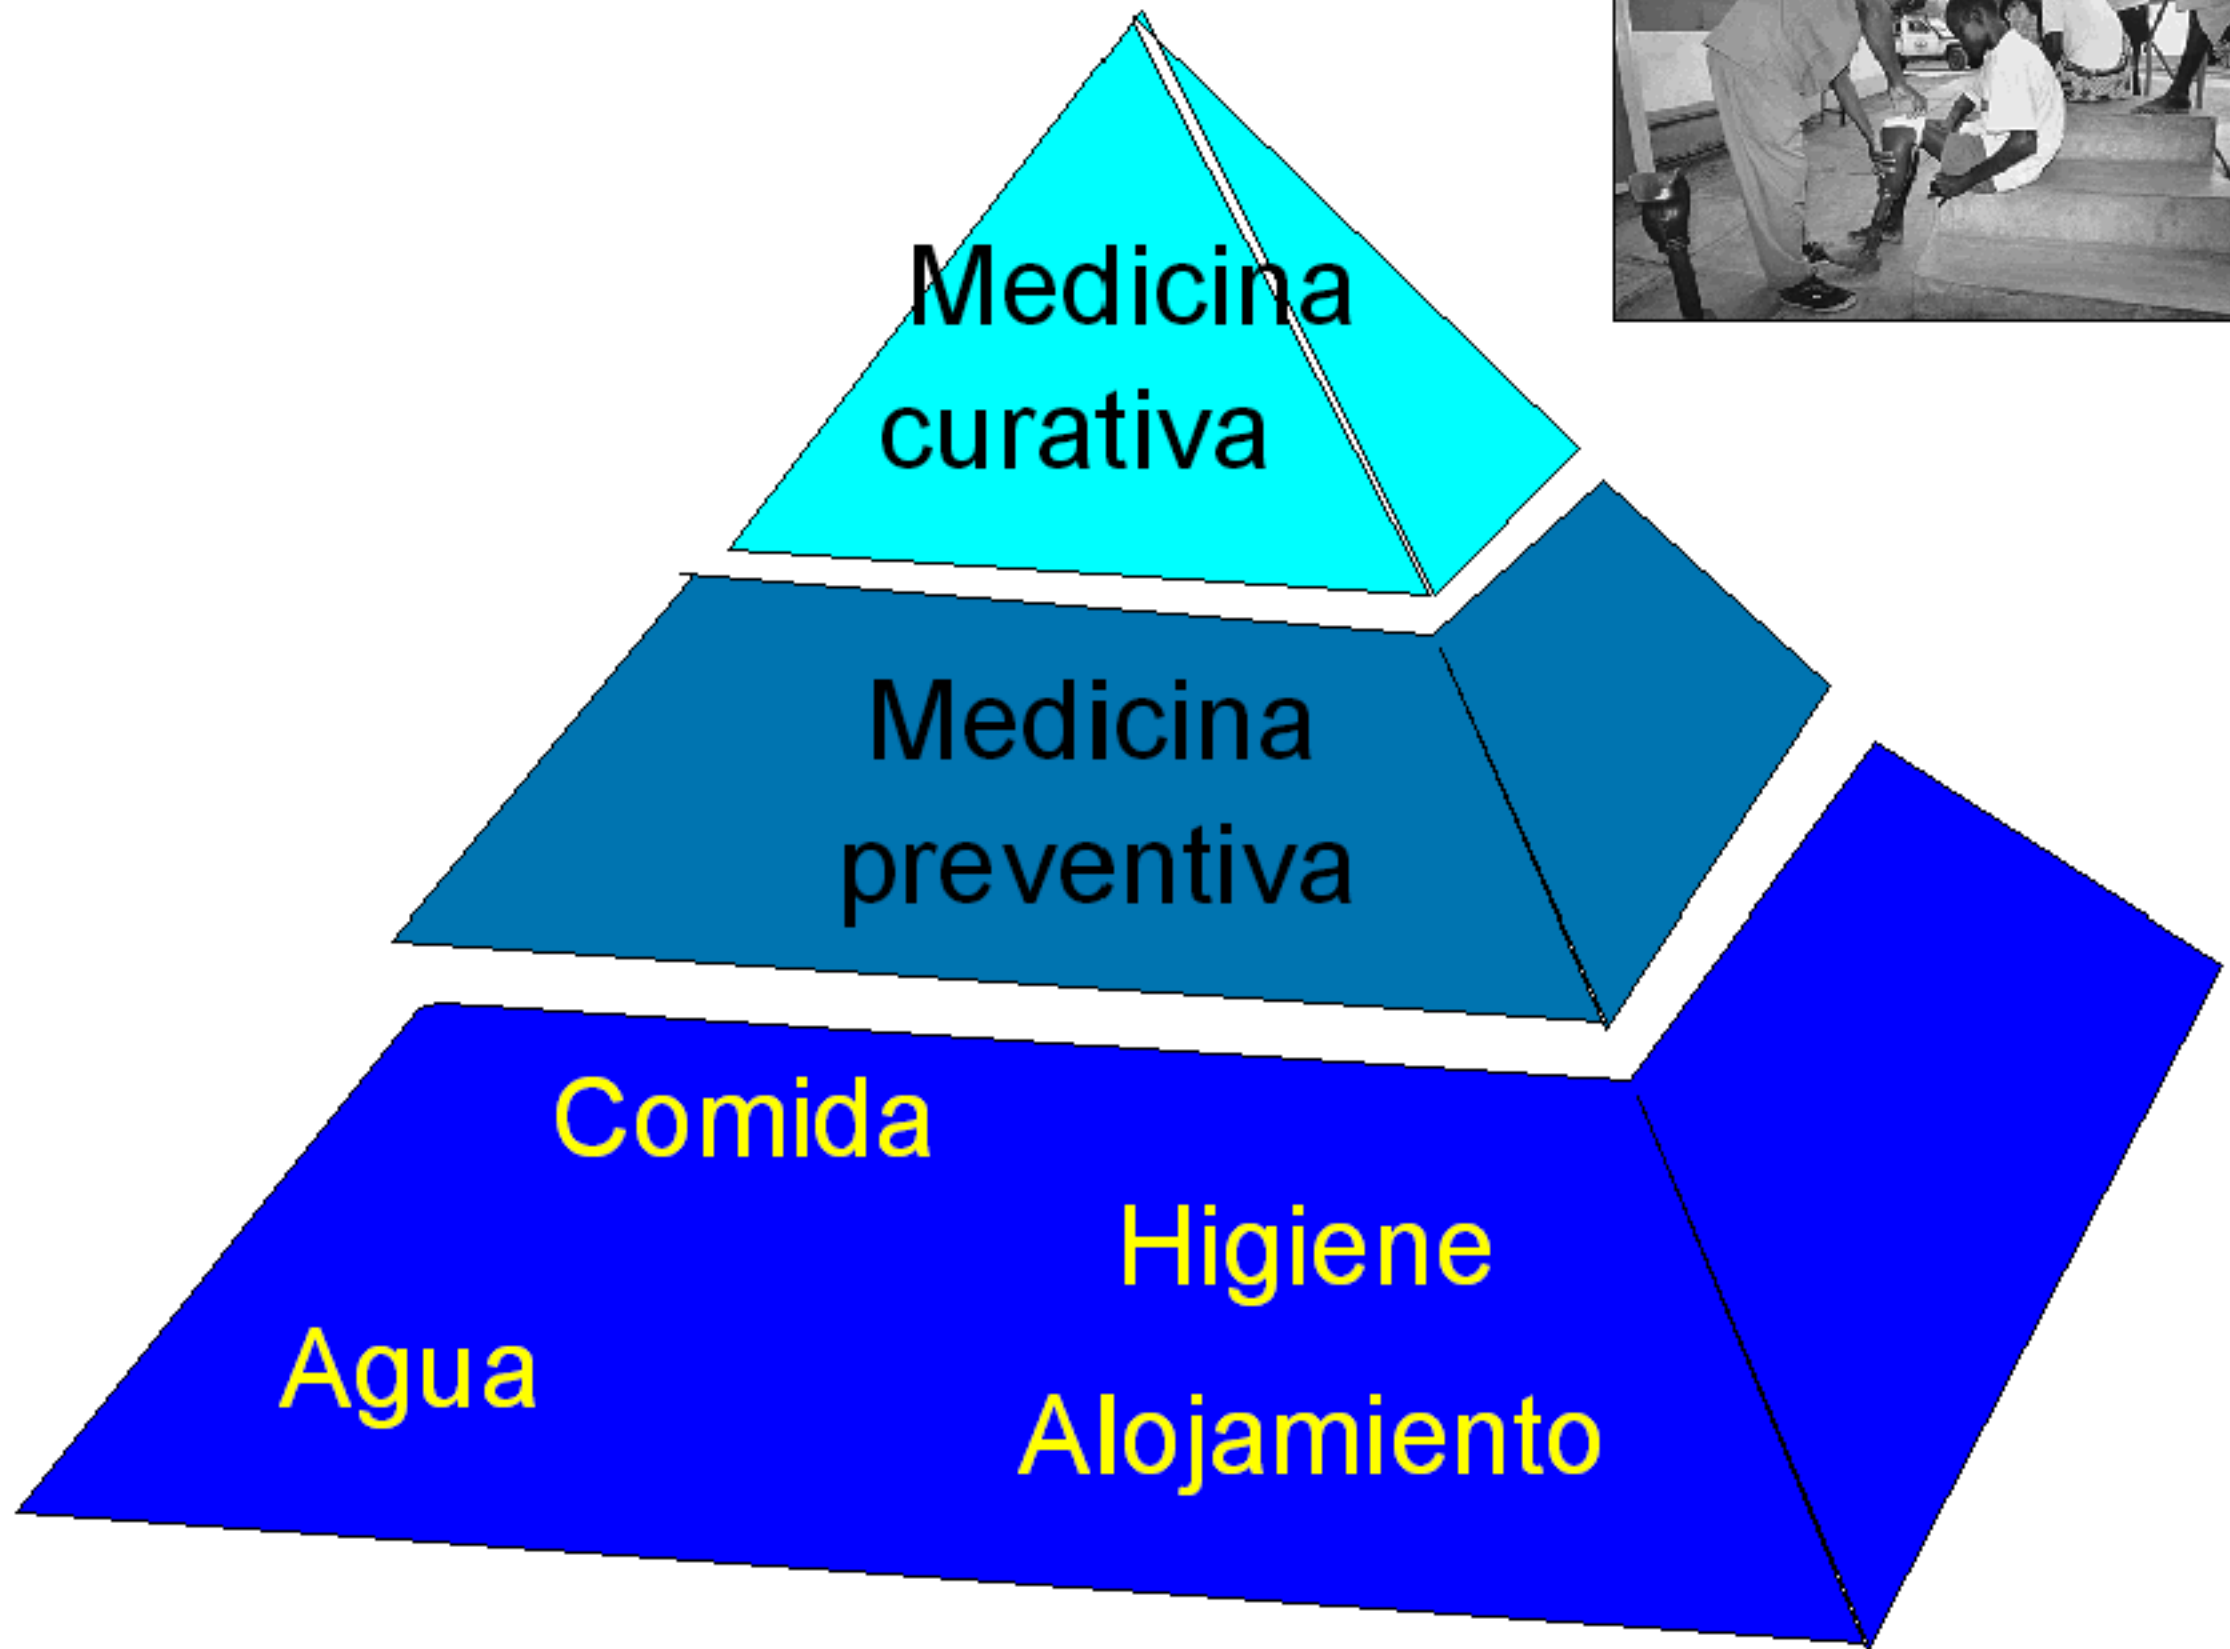 Medicina
curativa
Medicina
preventiva
Comida
Higiene
Agua
Alojamiento